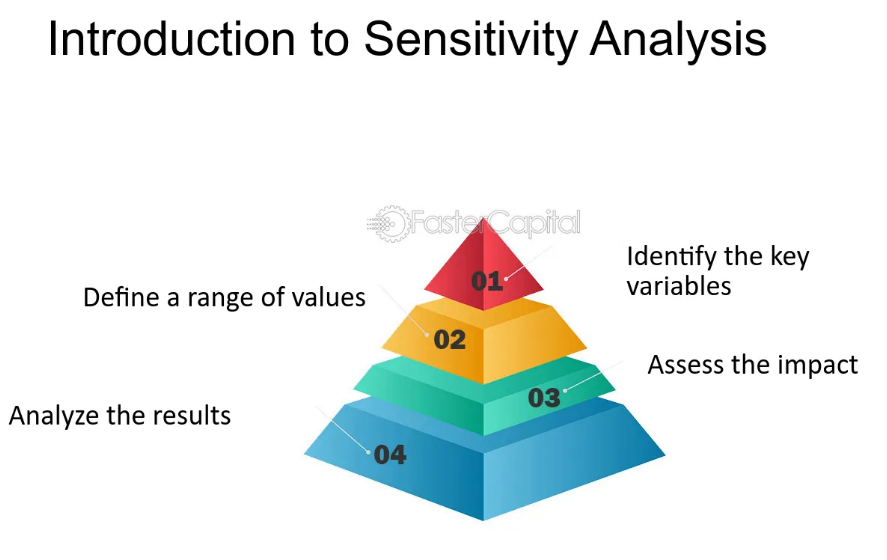 Introduction to Sensitivity Analysis
FasterCapital
01
Identify the key
variables
Define a range of values
02
Assess the impact
03
Analyze the results
04